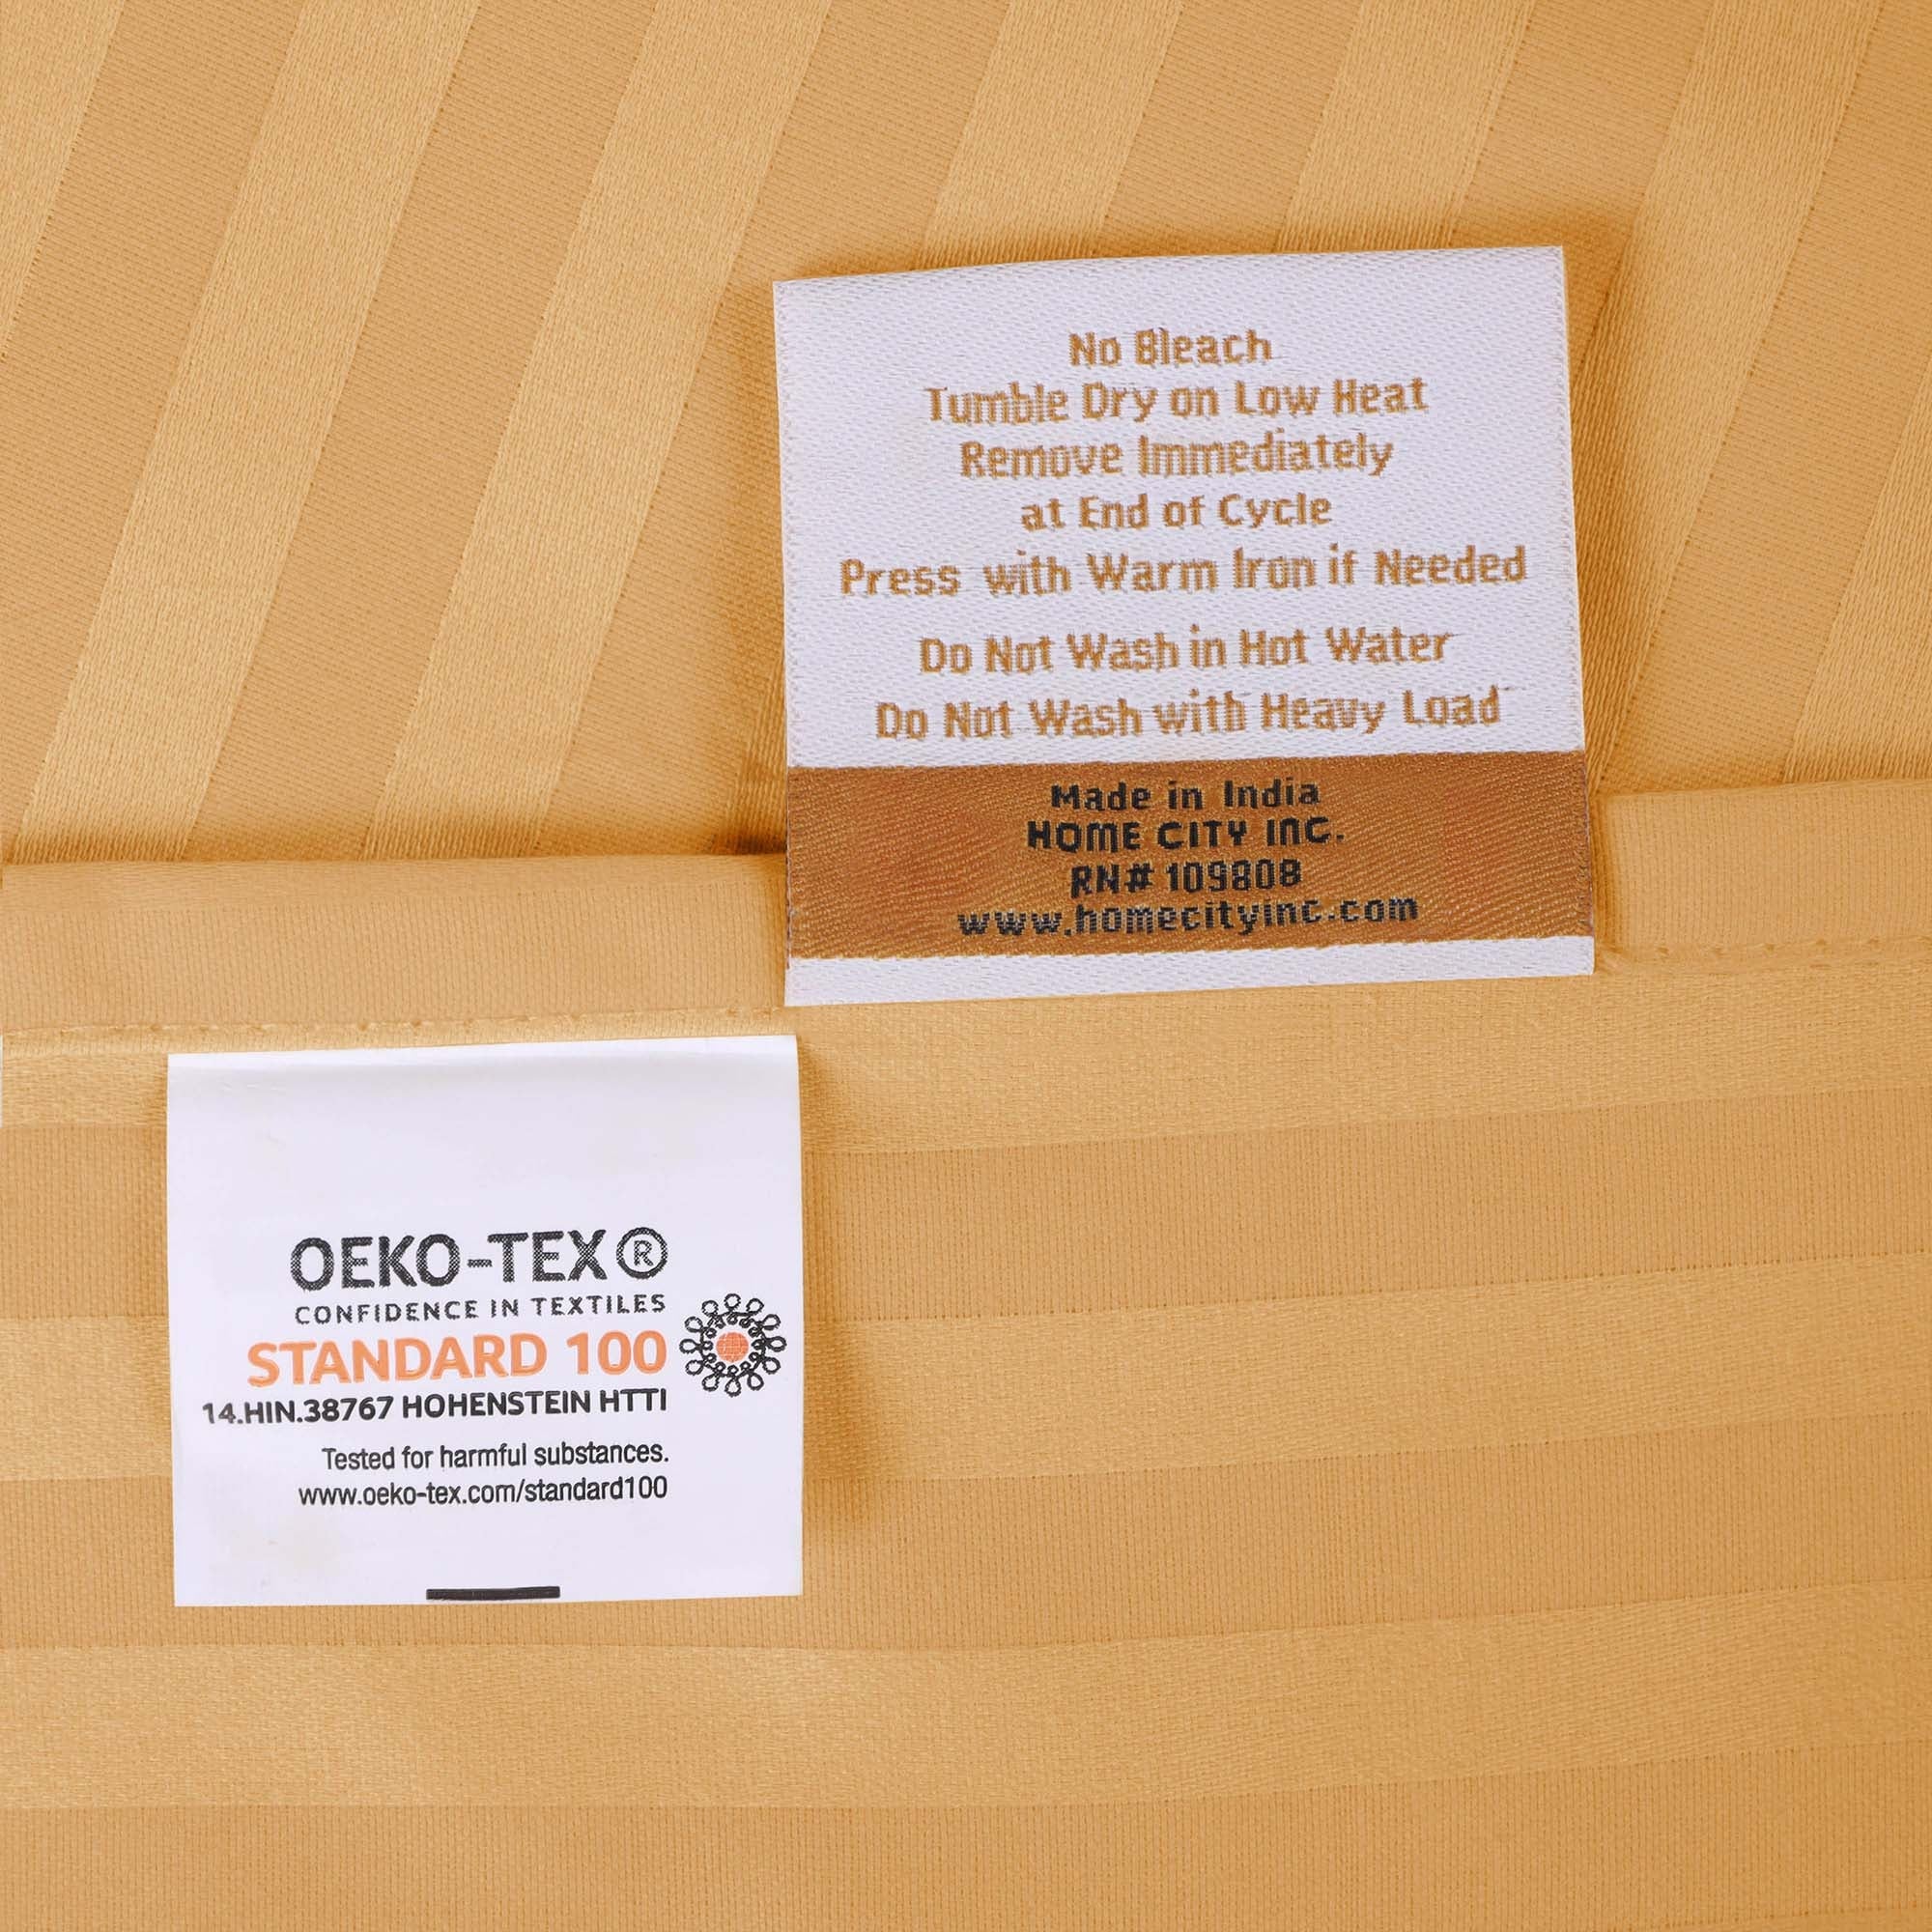 No Bleach
Tumble Dry on Low Heat
Remove Immediately
at End of Cycle
Press with Warm Iron if Needed
Do Not Wash in Hot Water
Do Not Wash with Heavy Load
Made in India
HOME CITY INC.
RN# 109808
www.homecityinc.com
OEKO-TEX®
CONFIDENCE IN TEXTILES
STANDARD 100
14.HIN.38767 HOHENSTEIN HTTI
Tested for harmful substances.
www.oeko-tex.com/standard100